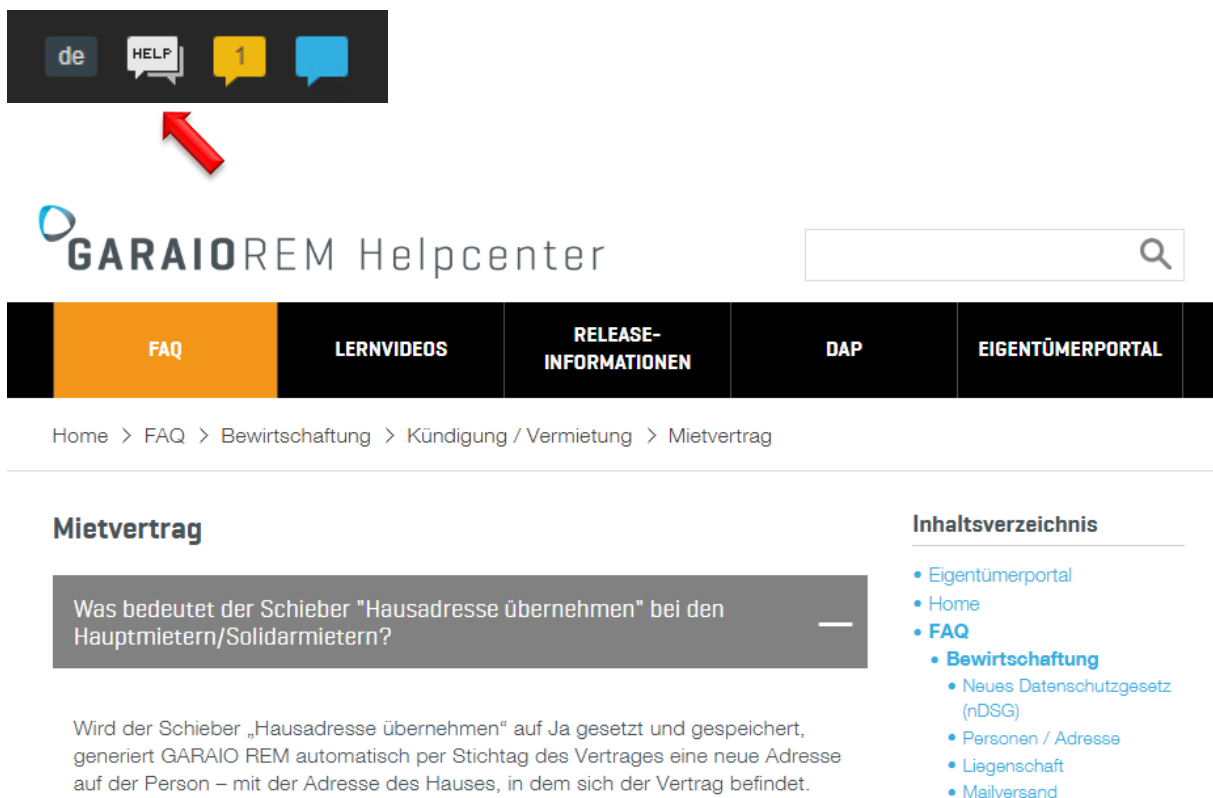 de HELP 1
GARAIOREM Helpcenter
FAQ LERNVIDEOS RELEASE-
INFORMATIONEN DAP EIGENTÜMERPORTAL
Home > FAQ > Bewirtschaftung > Kündigung / Vermietung > Mietvertrag
Mietvertrag
Was bedeutet der Schieber "Hausadresse übernehmen" bei den
Hauptmietern/Solidarmietern?
Wird der Schieber „Hausadresse übernehmen“ auf Ja gesetzt und gespeichert,
generiert GARAIO REM automatisch per Stichtag des Vertrages eine neue Adresse
auf der Person – mit der Adresse des Hauses, in dem sich der Vertrag befindet.
Inhaltsverzeichnis
• Eigentümerportal
• Home
• FAQ
• Bewirtschaftung
• Neues Datenschutzgesetz
(nDSG)
• Personen / Adresse
• Liegenschaft
• Mailversand